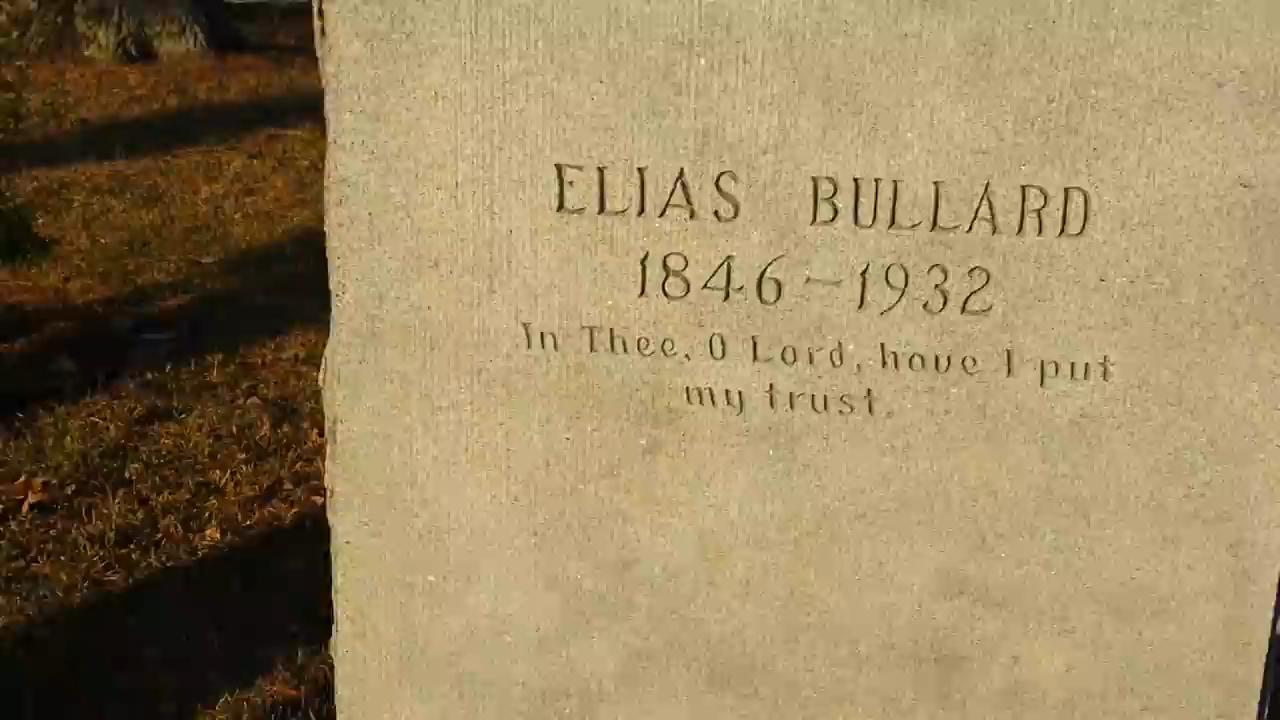 ELIAS BULLARD
1846-1932
In Thee, O Lord, have I put
my trust.